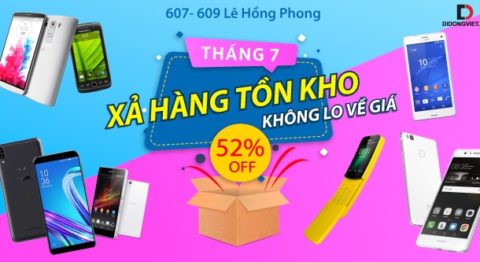 607- 609 Lê Hồng Phong
DIDONGVIET.
THÁNG 7
XẢ HÀNG TỒN KHO
KHÔNG LO VỀ GIÁ
52%
OFF